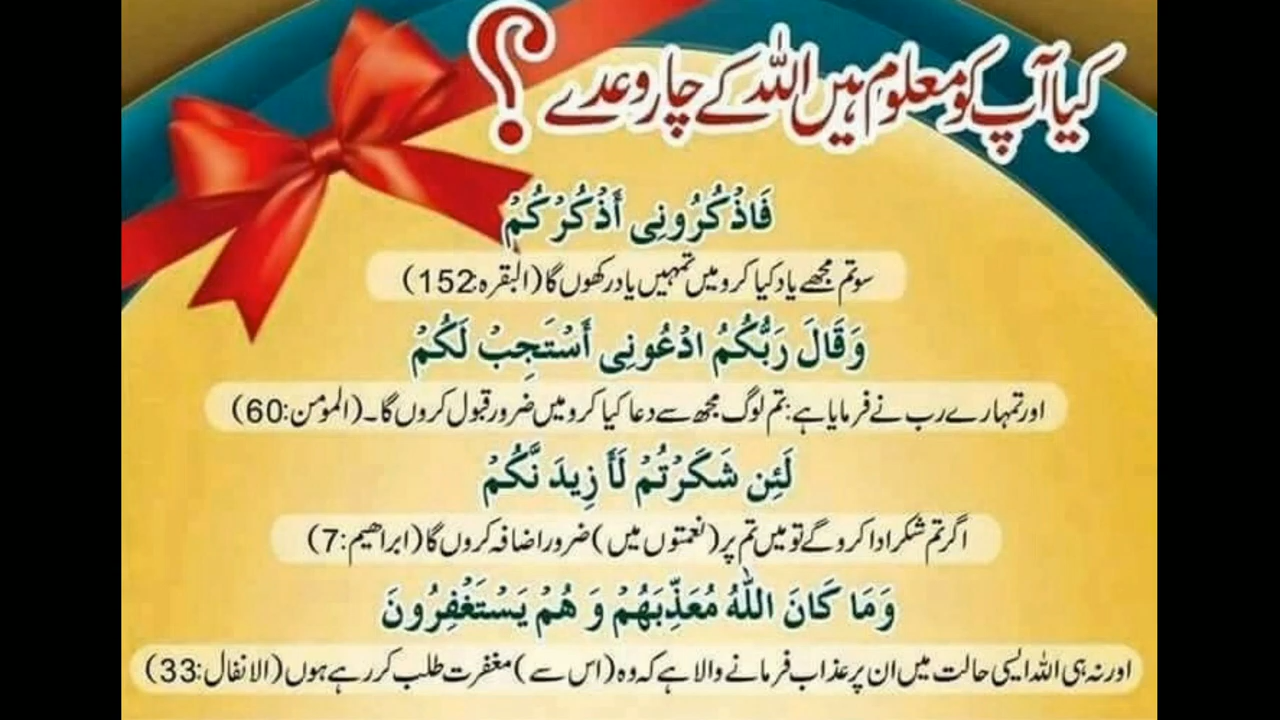 کیا آپ کو معلوم ہیں اللہ کے چار وعدے ؟
فَاذْكُرُونِی أَذْكُرْكُمْ
سو تم مجھے یاد کیا کرو میں تمہیں یاد رکھوں گا (البقرہ:152)
وَقَالَ رَبُّكُمُ ادْعُونِی أَسْتَجِبْ لَكُمْ
اور تمہارے رب نے فرمایا ہے: تم لوگ مجھ سے دعا کیا کرو میں ضرور قبول کروں گا۔ (المؤمن:60)
لَئِن شَكَرْتُمْ لَأَ زِيدَ نَّكُمْ
اگر تم شکر ادا کرو گے تو میں تم پر (نعمتوں میں) ضرور اضافہ کروں گا (ابراھیم:7)
وَمَا كَانَ اللّٰهُ مُعَذِّبَهُمْ وَ هُمْ يَسْتَغْفِرُونَ
اور نہ ہی اللہ ایسی حالت میں ان پر عذاب فرمانے والا ہے کہ وہ (اس سے) مغفرت طلب کر رہے ہوں (الانفال:33)